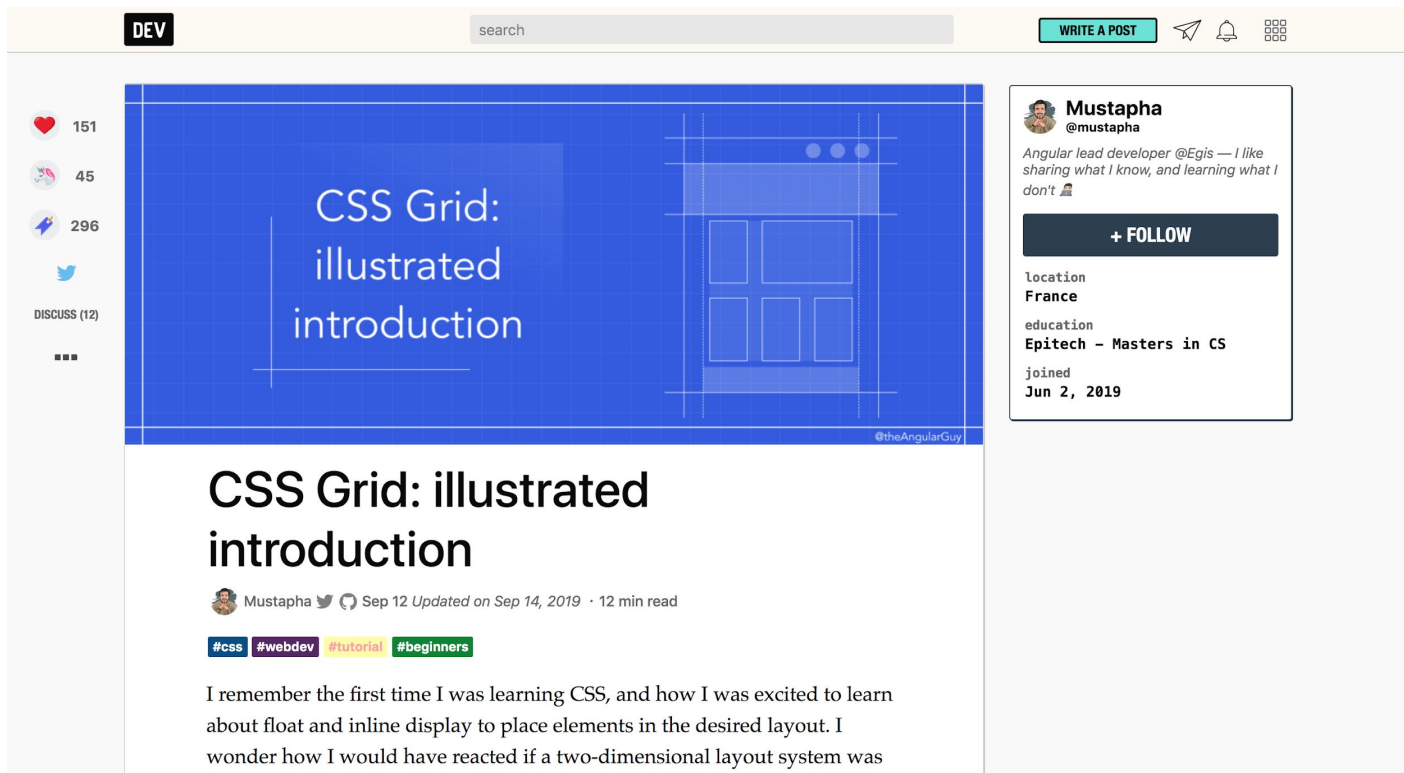 DEV
search
WRITE A POST
151
45
296
DISCUSS (12)
CSS Grid:
illustrated
introduction
@theAngularGuy
CSS Grid: illustrated
introduction
Mustapha Sep 12 Updated on Sep 14, 2019 · 12 min read
#css #webdev #tutorial #beginners
I remember the first time I was learning CSS, and how I was excited to learn
about float and inline display to place elements in the desired layout. I
wonder how I would have reacted if a two-dimensional layout system was
Mustapha
@mustapha
Angular lead developer @Egis — I like
sharing what I know, and learning what I
don't
+ FOLLOW
location
France
education
Epitech – Masters in CS
joined
Jun 2, 2019